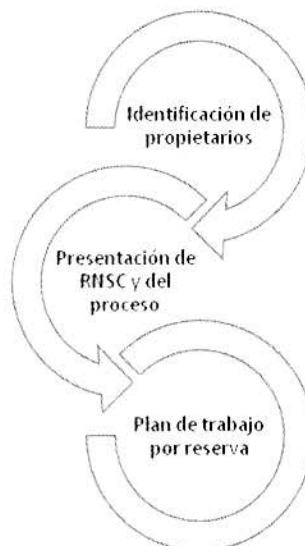 Identificación de
propietarios
Presentación de
RNSC y del
proceso
Plan de trabajo
por reserva